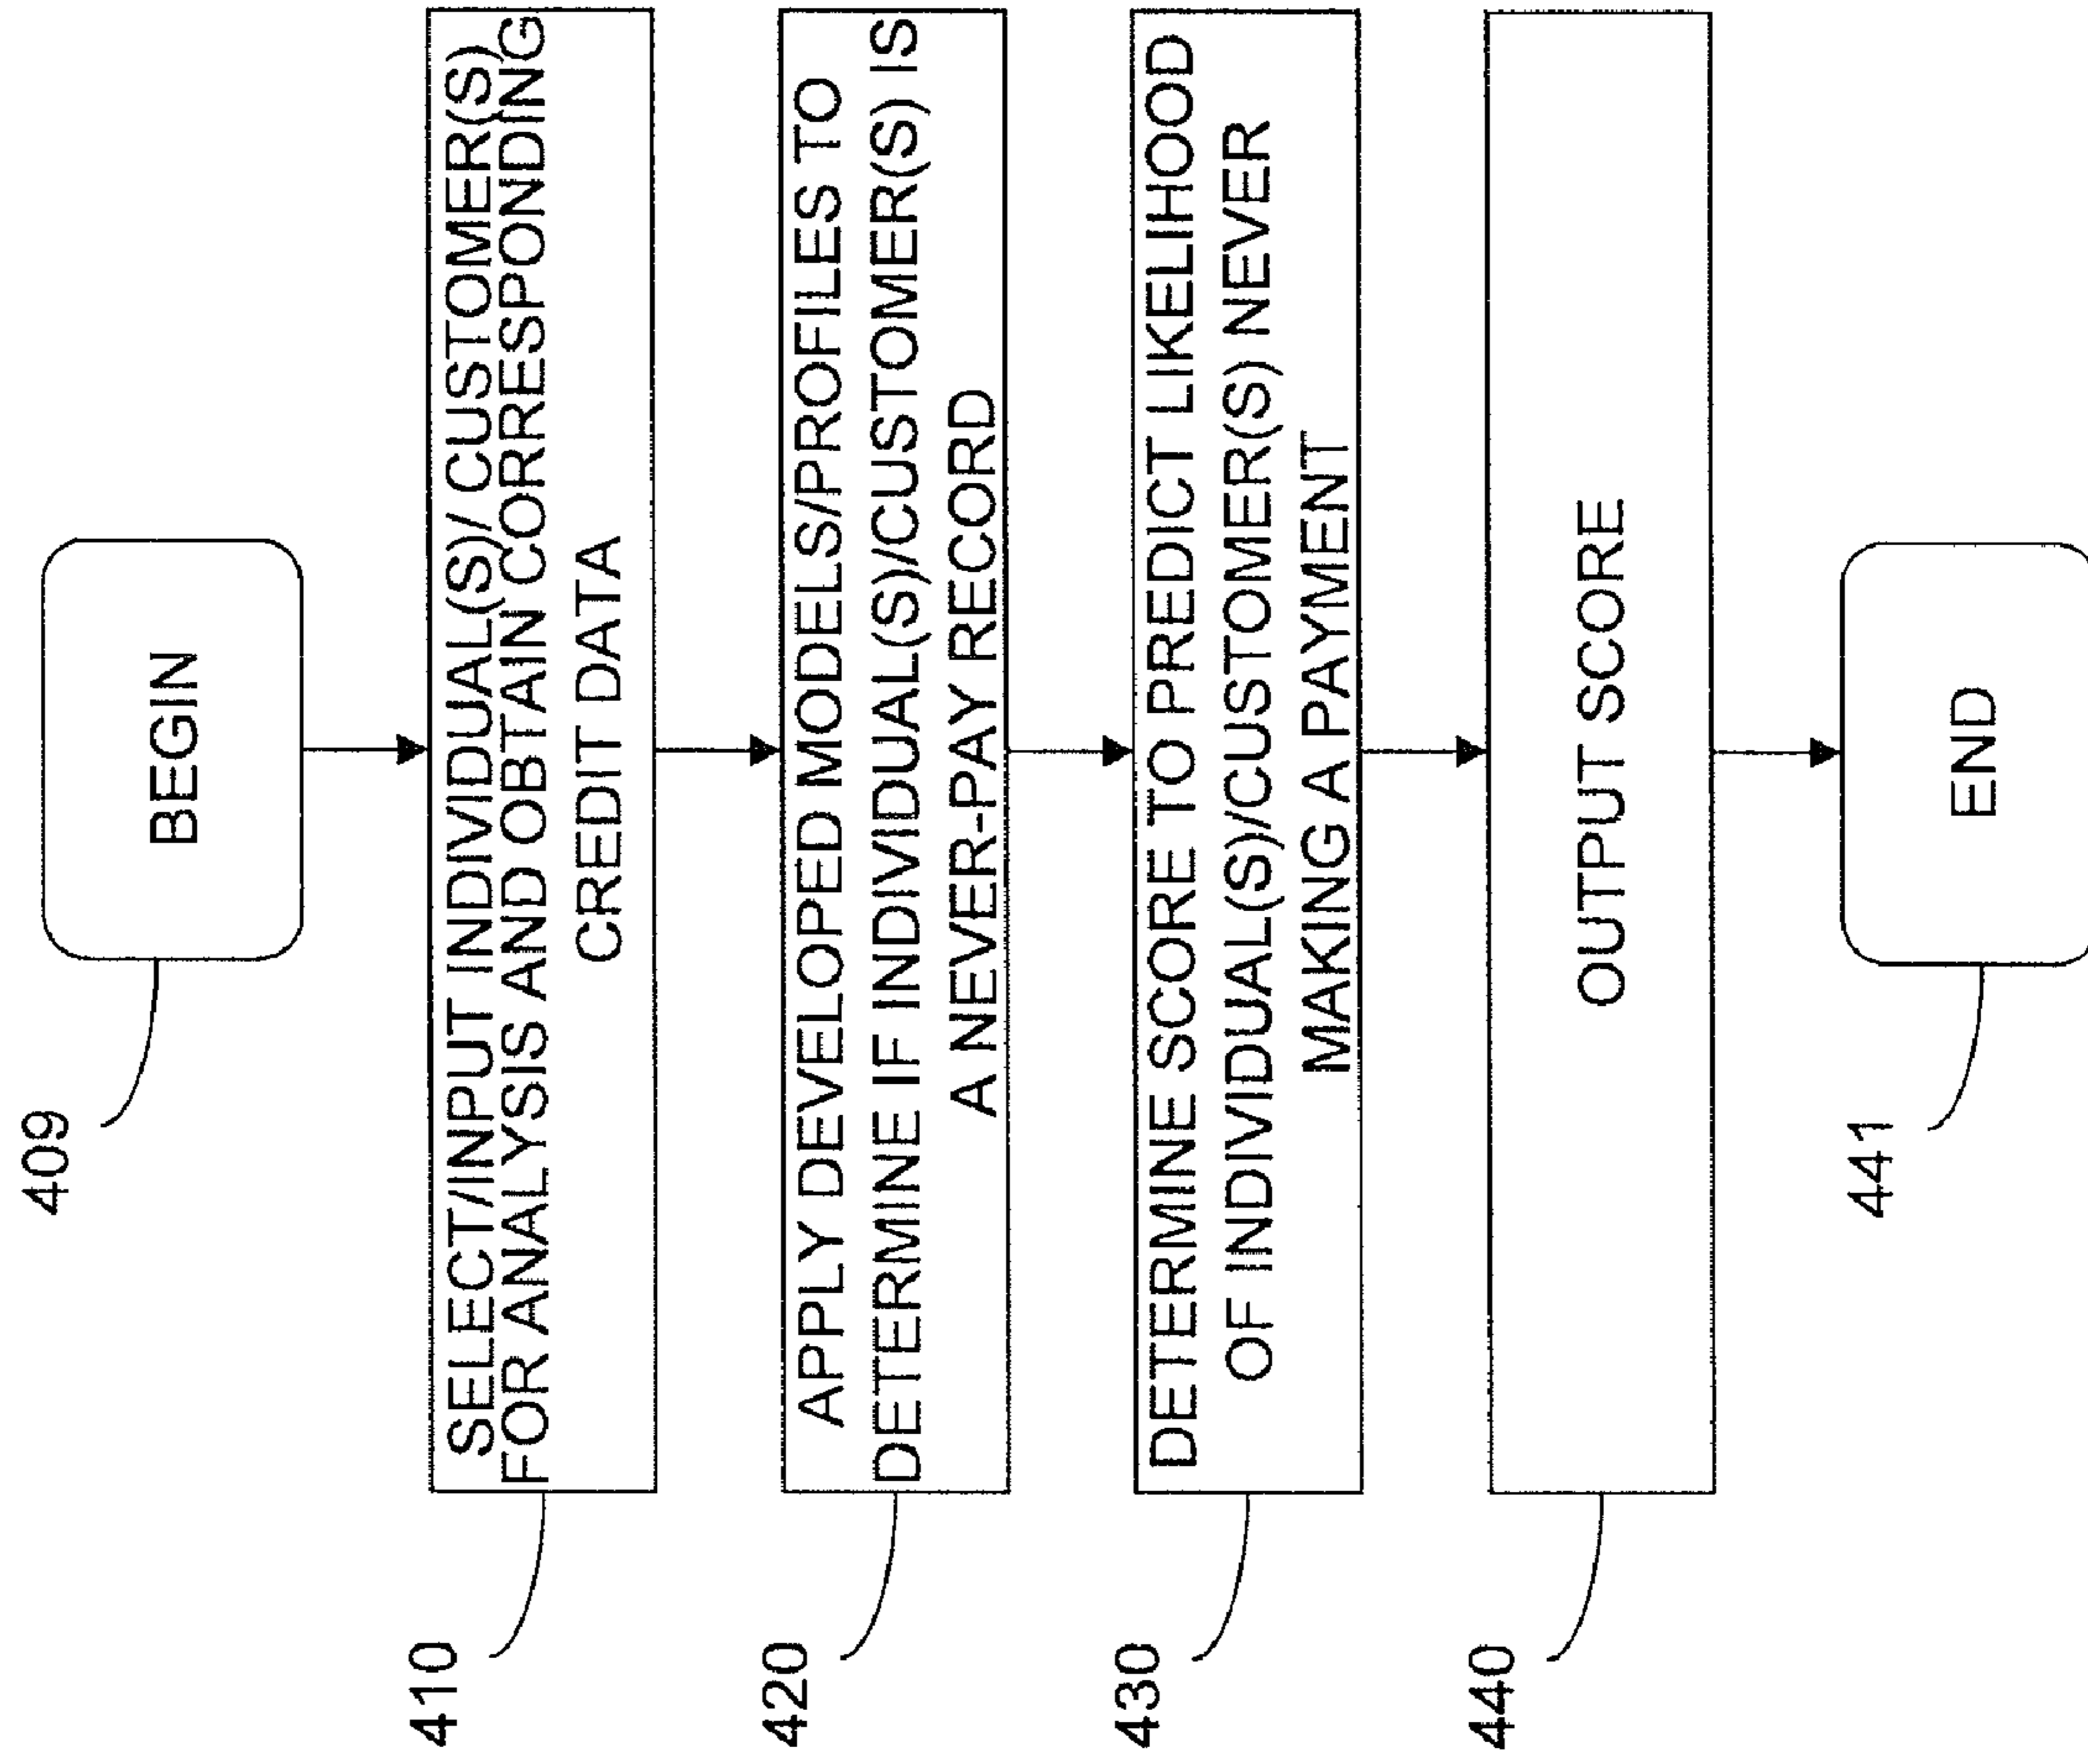 BEGIN
409
SELECT/INPUT INDIVIDUAL(S)/ CUSTOMER(S)
FOR ANALYSIS AND OBTAIN CORRESPONDING
CREDIT DATA
410
APPLY DEVELOPED MODELS/PROFILES TO
DETERMINE IF INDIVIDUAL(S)/CUSTOMER(S) IS
A NEVER-PAY RECORD
420
DETERMINE SCORE TO PREDICT LIKELIHOOD
OF INDIVIDUAL(S)/CUSTOMER(S) NEVER
MAKING A PAYMENT
430
OUTPUT SCORE
440
END
441